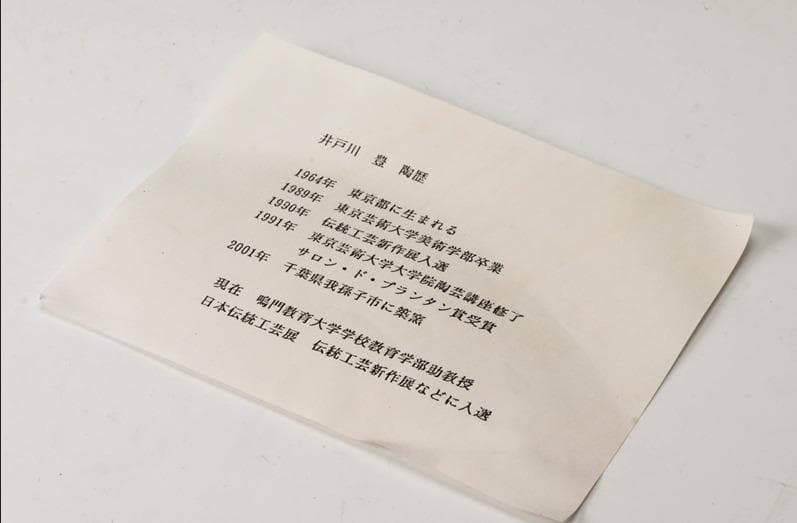 井戸川 豊 陶歴
1964年 東京都に生まれる
1989年 東京芸術大学美術学部卒業
1990年 伝統工芸新作展入選
1991年 東京芸術大学大学院陶芸講座修了
サロン・ド・プランタン賞受賞
2001年 千葉県我孫子市に築窯
現在 鳴門教育大学学校教育学部助教授
日本伝統工芸展 伝統工芸新作展などに入選